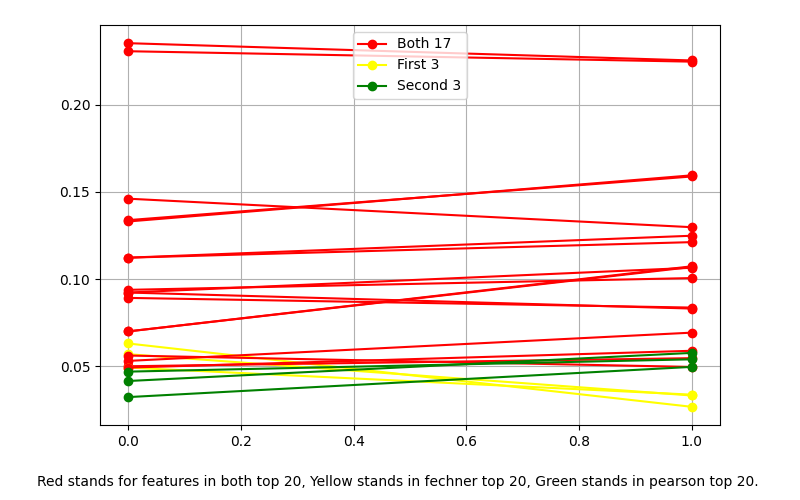 Both 17
First 3
Second 3
0.20
0.15
0.10
0.05
0.0 0.2 0.4 0.6 0.8 1.0
Red stands for features in both top 20, Yellow stands in fechner top 20, Green stands in pearson top 20.